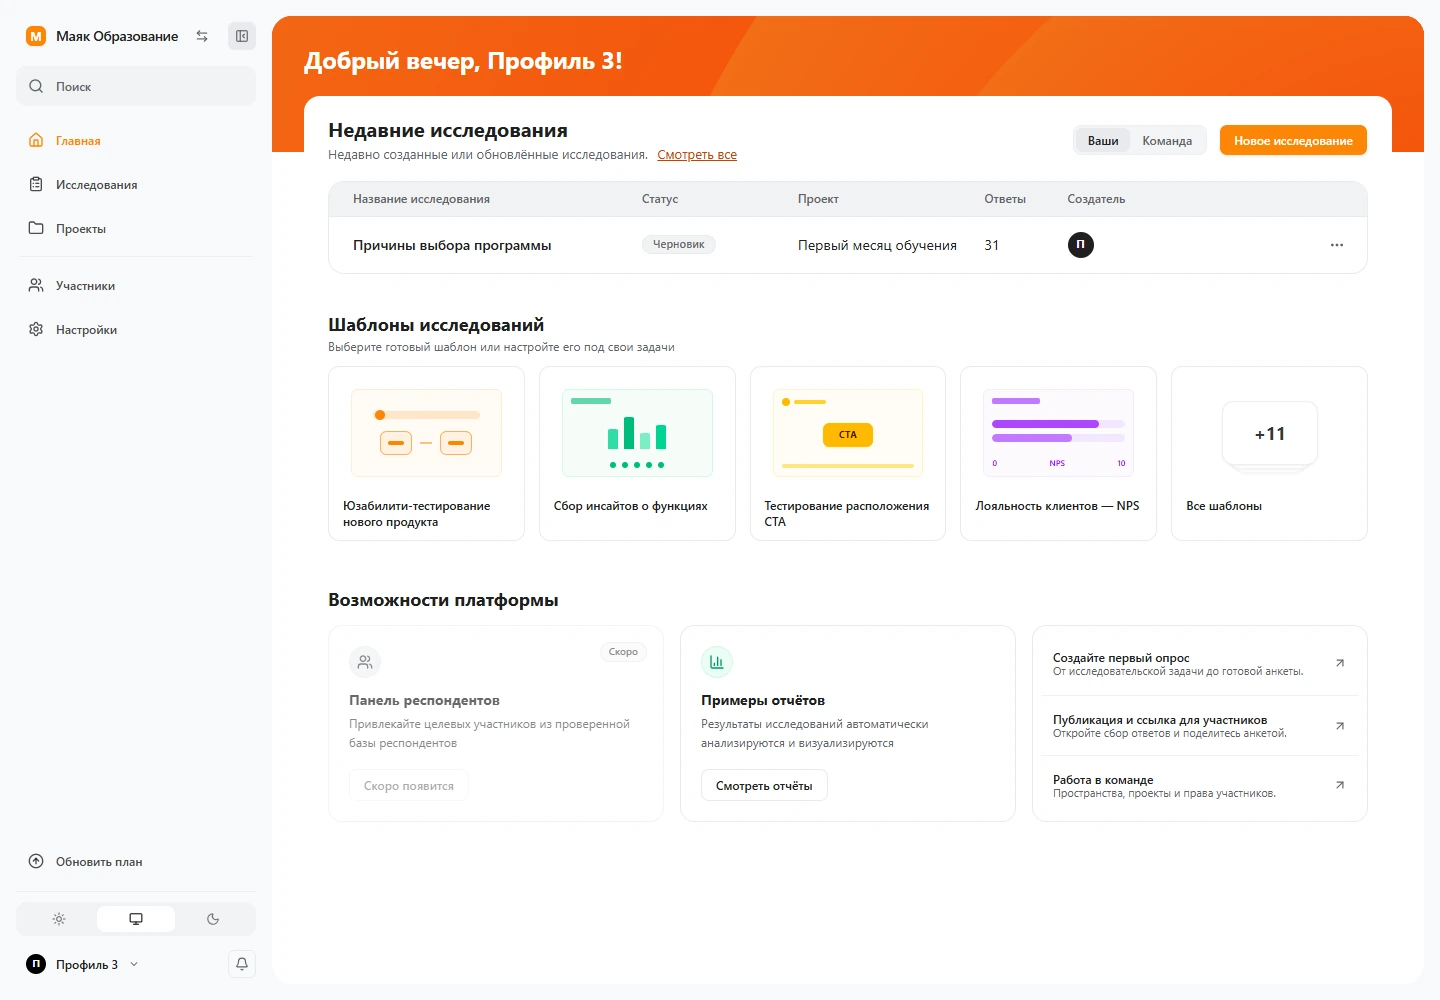 М Маяк Образование
Поиск
Главная
Исследования
Проекты
Участники
Настройки
Обновить план
П Профиль 3
Добрый вечер, Профиль 3!
Недавние исследования
Недавно созданные или обновлённые исследования. Смотреть все
Ваши Команда Новое исследование
Название исследования Статус Проект Ответы Создатель
Причины выбора программы Черновик Первый месяц обучения 31 П
Шаблоны исследований
Выберите готовый шаблон или настройте его под свои задачи
Юзабилити-тестирование
нового продукта
Сбор инсайтов о функциях
CTA
Тестирование расположения
CTA
0 NPS 10
Лояльность клиентов — NPS
+11
Все шаблоны
Возможности платформы
Скоро
Панель респондентов
Привлекайте целевых участников из проверенной
базы респондентов
Скоро появится
Примеры отчётов
Результаты исследований автоматически
анализируются и визуализируются
Смотреть отчёты
Создайте первый опрос
От исследовательской задачи до готовой анкеты.
Публикация и ссылка для участников
Откройте сбор ответов и поделитесь анкетой.
Работа в команде
Пространства, проекты и права участников.